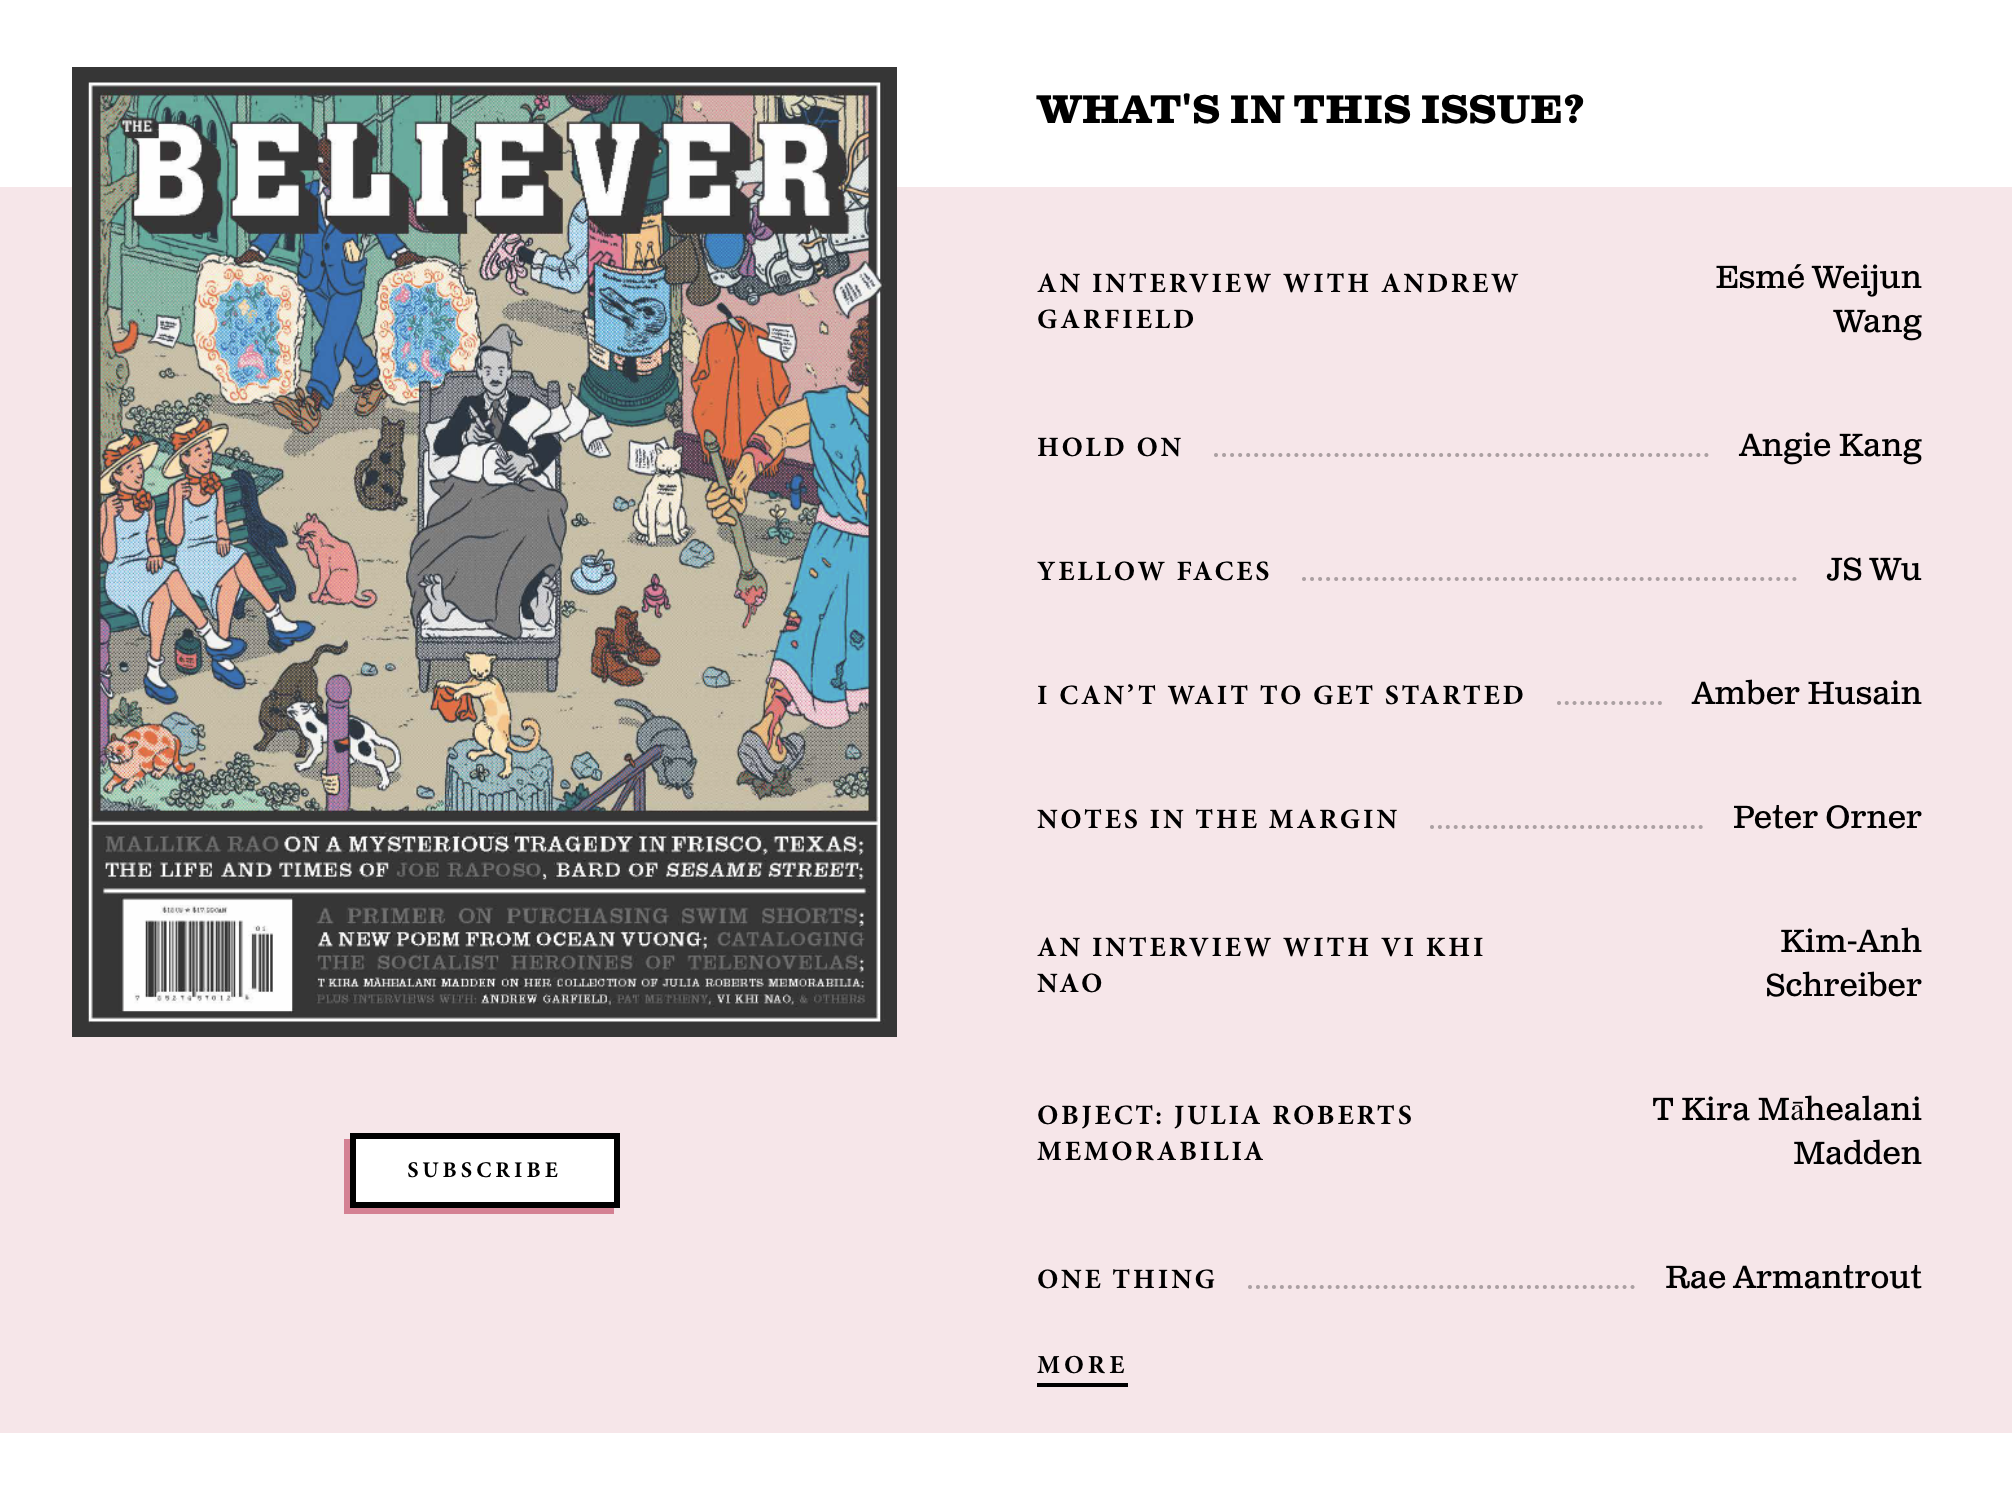 THE
BELIEVER
MALLIKA RAO ON A MYSTERIOUS TRAGEDY IN FRISCO, TEXAS;
THE LIFE AND TIMES OF JOE RAPOSO, BARD OF SESAME STREET;
A PRIMER ON PURCHASING SWIM SHORTS;
A NEW POEM FROM OCEAN VUONG; CATALOGING
THE SOCIALIST HEROINES OF TELENOVELAS;
T KIRA MĀHEALANI MADDEN ON HER COLLECTION OF JULIA ROBERTS MEMORABILIA;
PLUS INTERVIEWS WITH: ANDREW GARFIELD, PAT METHENY, VI KHI NAO, & OTHERS
SUBSCRIBE
WHAT'S IN THIS ISSUE?
AN INTERVIEW WITH ANDREW
GARFIELD
Esmé Weijun
Wang
HOLD ON Angie Kang
YELLOW FACES JS Wu
I CAN’T WAIT TO GET STARTED Amber Husain
NOTES IN THE MARGIN Peter Orner
AN INTERVIEW WITH VI KHI
NAO
Kim-Anh
Schreiber
OBJECT: JULIA ROBERTS
MEMORABILIA
T Kira Māhealani
Madden
ONE THING Rae Armantrout
MORE